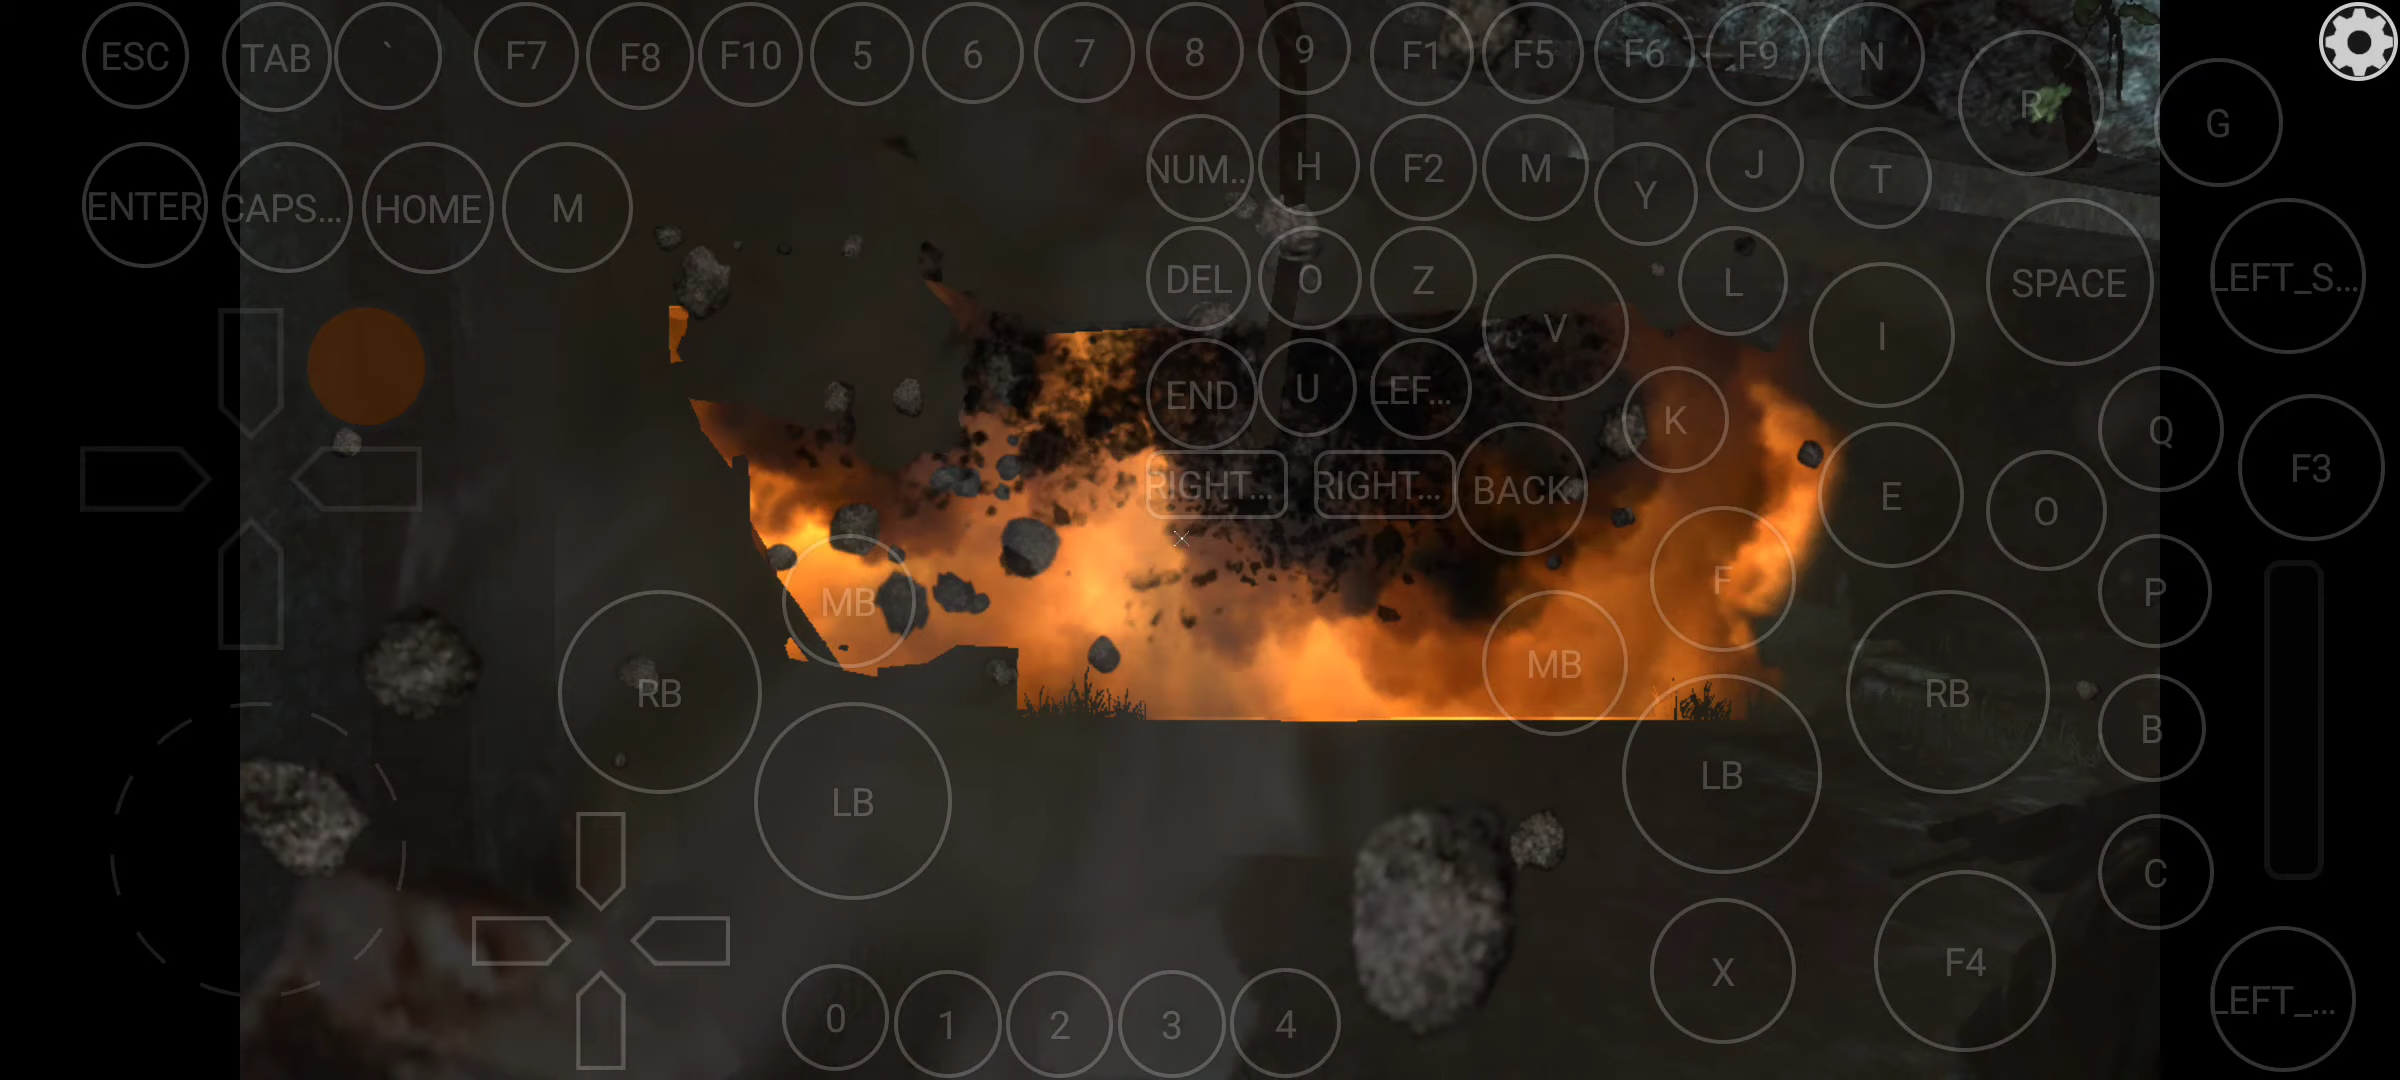 ESC TAB ` F7 F8 F10 5 6 7 8 9 F1 F5 F6 F9 N R G
ENTER CAPS... HOME M NUM... H F2 M Y J T
DEL O Z V L I SPACE LEFT_S...
END U LEF... K Q F3
RIGHT... RIGHT... BACK E O
MB F P
RB MB RB B
LB LB C
X F4 LEFT_...
0 1 2 3 4